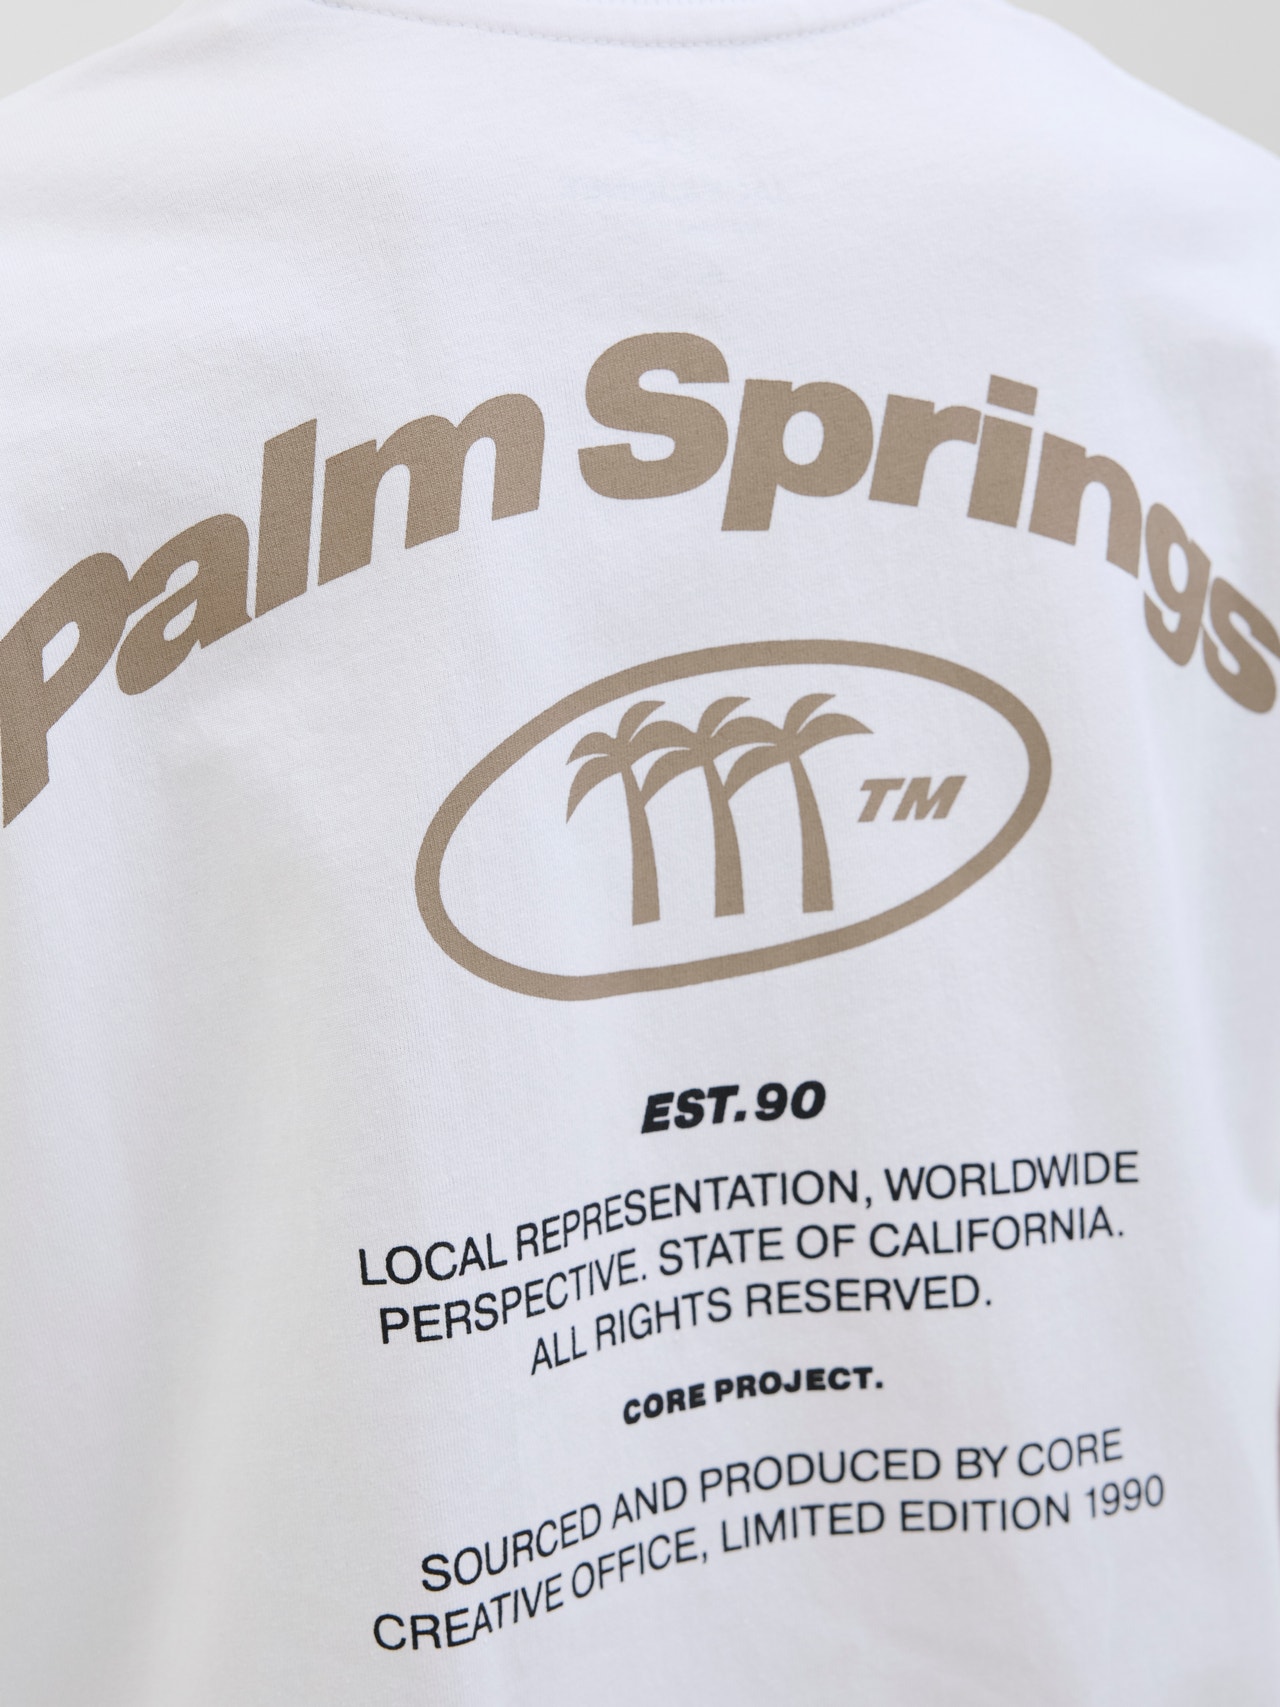 Palm Springs
TM
EST. 90
LOCAL REPRESENTATION, WORLDWIDE
PERSPECTIVE. STATE OF CALIFORNIA.
ALL RIGHTS RESERVED.
CORE PROJECT.
SOURCED AND PRODUCED BY CORE
CREATIVE OFFICE, LIMITED EDITION 1990